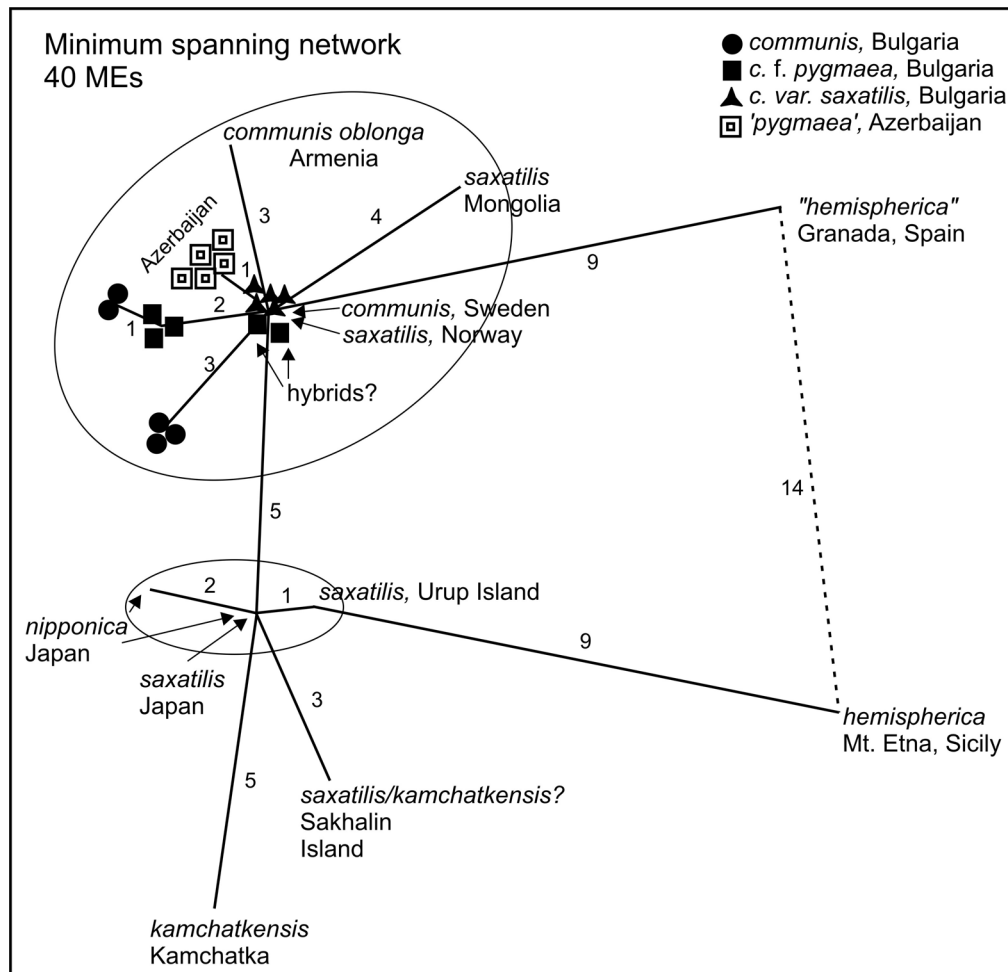 Minimum spanning network
40 MEs
communis, Bulgaria
c. f. pygmaea, Bulgaria
c. var. saxatilis, Bulgaria
'pygmaea', Azerbaijan
communis oblonga
Armenia
saxatilis
Mongolia
"hemispherica"
Granada, Spain
Azerbaijan
3
4
9
1
2
1
3
communis, Sweden
saxatilis, Norway
hybrids?
5
14
2
1
saxatilis, Urup Island
nipponica
Japan
saxatilis
Japan
9
3
5
hemispherica
Mt. Etna, Sicily
saxatilis/kamchatkensis?
Sakhalin
Island
kamchatkensis
Kamchatka